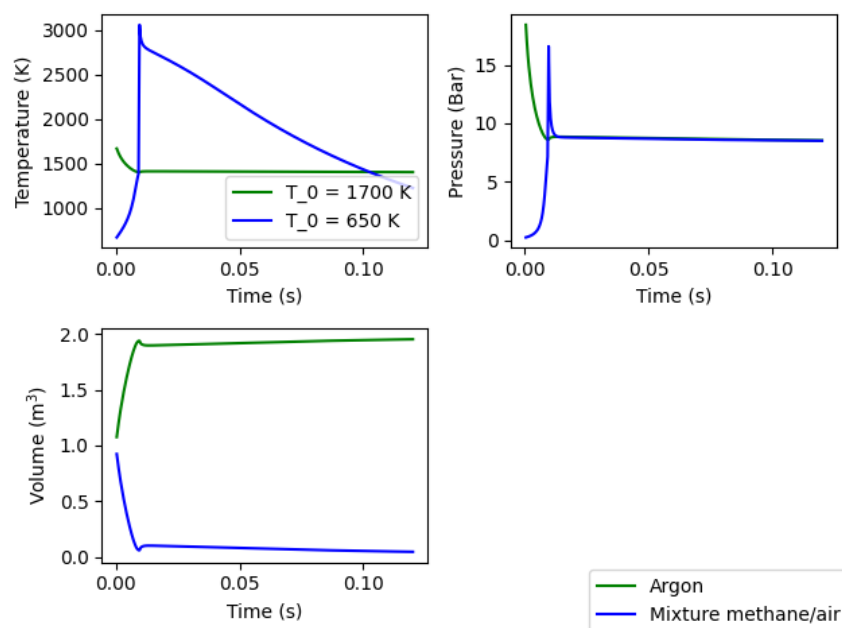 3000
2500
2000
1500
1000
Temperature (K)
T_0 = 1700 K
T_0 = 650 K
0.00
0.05
0.10
Time (s)
15
10
5
0
Pressure (Bar)
0.00
0.05
0.10
Time (s)
2.0
1.5
1.0
0.5
0.0
Volume (m³)
0.00
0.05
0.10
Time (s)
Argon
Mixture methane/air